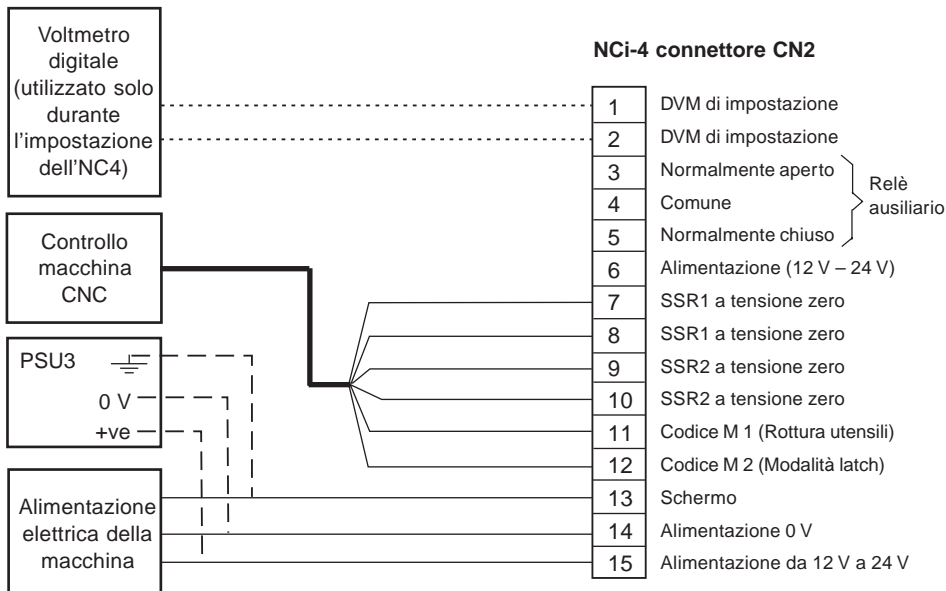 Voltmetro
digitale
(utilizzato solo
durante
l'impostazione
dell'NC4)
Controllo
macchina
CNC
PSU3
0 V
+ve
Alimentazione
elettrica della
macchina
NCi-4 connettore CN2
1 DVM di impostazione
2 DVM di impostazione
3 Normalmente aperto
4 Comune
5 Normalmente chiuso
Relè
ausiliario
6 Alimentazione (12 V – 24 V)
7 SSR1 a tensione zero
8 SSR1 a tensione zero
9 SSR2 a tensione zero
10 SSR2 a tensione zero
11 Codice M 1 (Rottura utensili)
12 Codice M 2 (Modalità latch)
13 Schermo
14 Alimentazione 0 V
15 Alimentazione da 12 V a 24 V